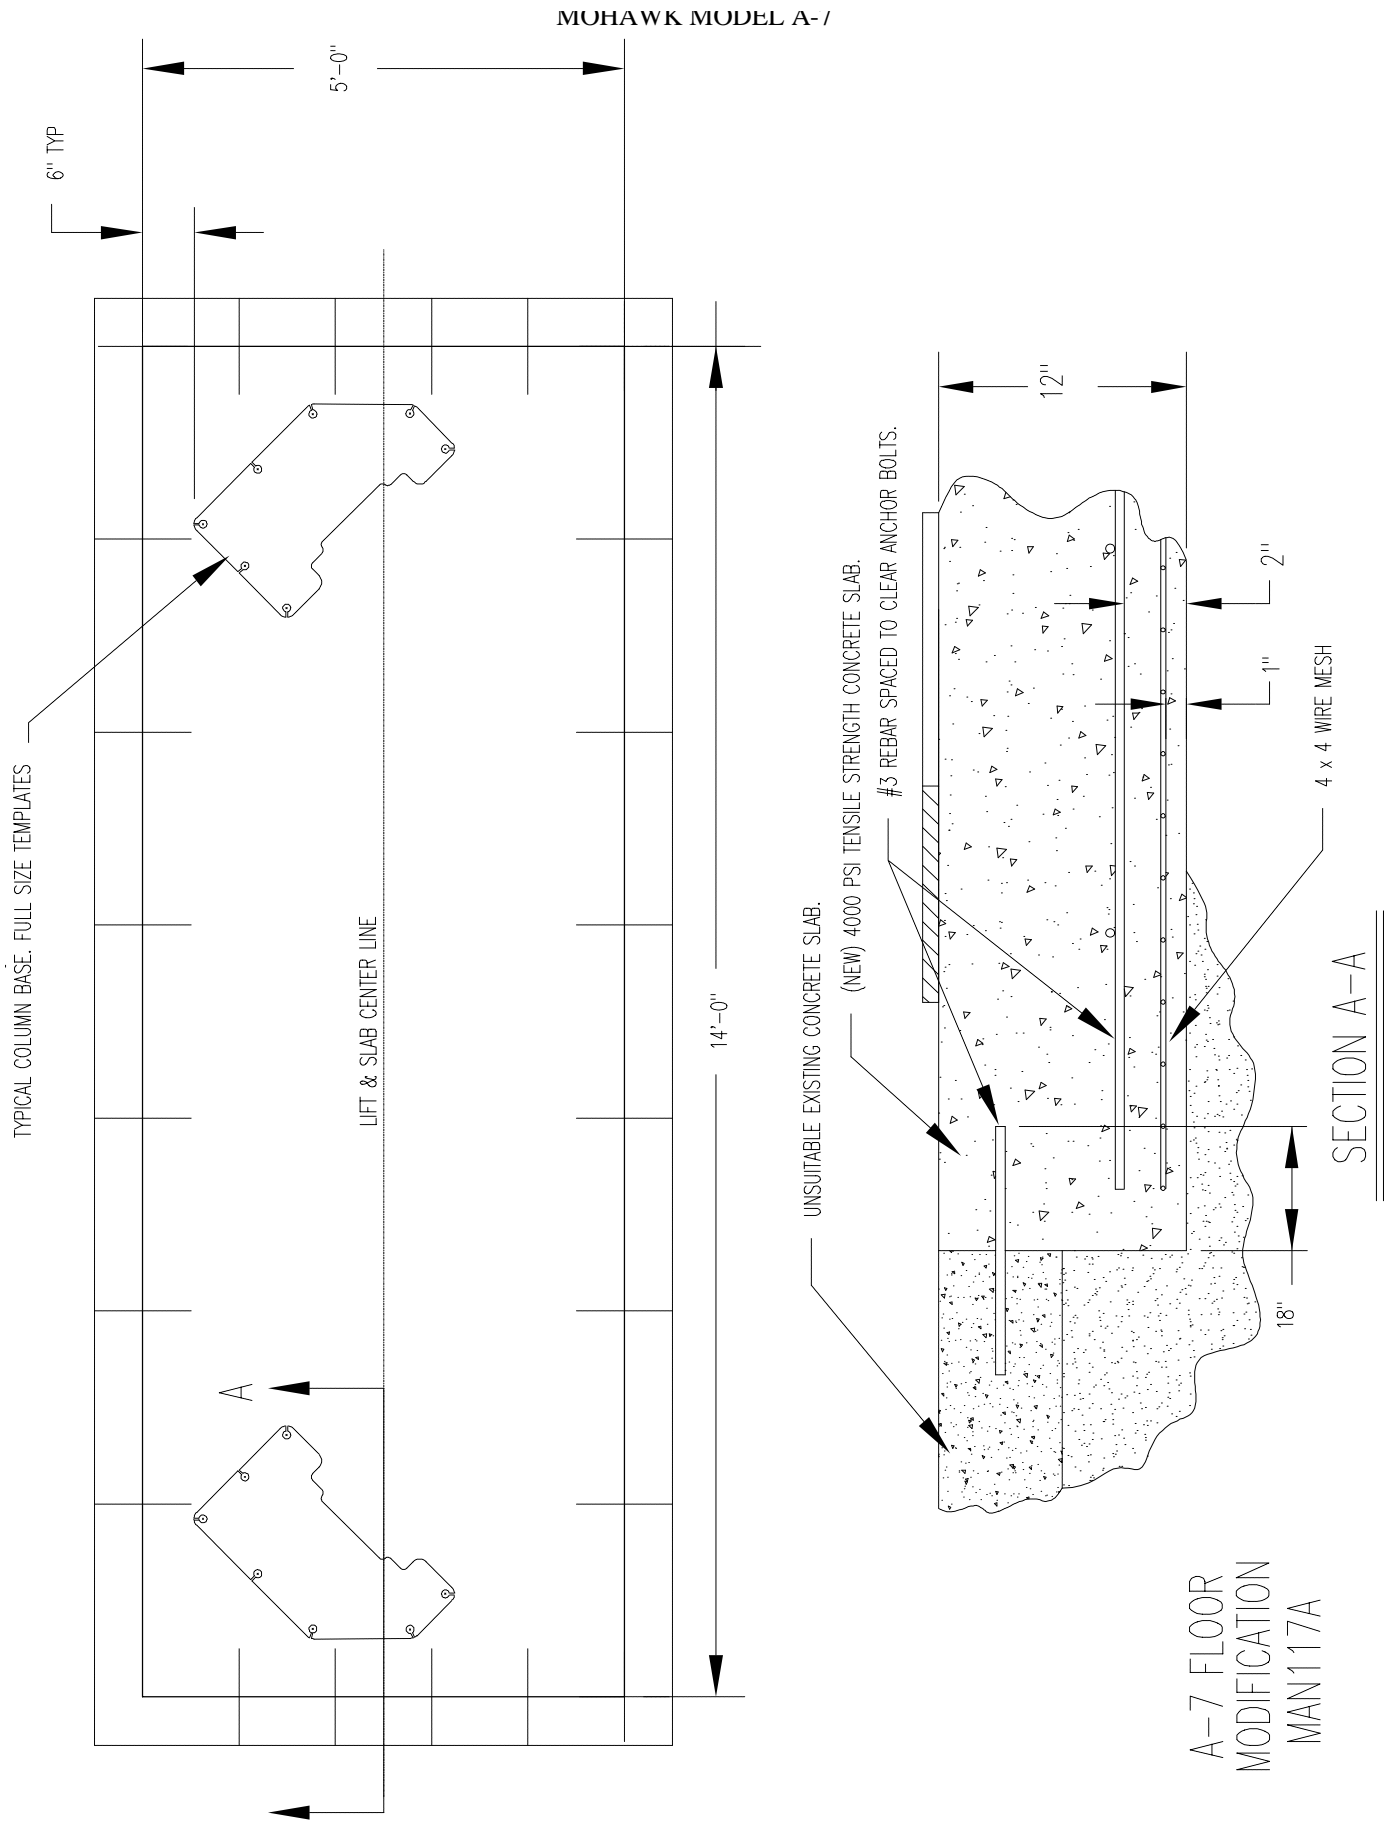 MOHAWK MODEL A-7
5'-0"
6" TYP
TYPICAL COLUMN BASE. FULL SIZE TEMPLATES
LIFT & SLAB CENTER LINE
14'-0"
A
UNSUITABLE EXISTING CONCRETE SLAB.
(NEW) 4000 PSI TENSILE STRENGTH CONCRETE SLAB.
#3 REBAR SPACED TO CLEAR ANCHOR BOLTS.
12"
2"
1"
4 x 4 WIRE MESH
18"
SECTION A-A
A-7 FLOOR
MODIFICATION
MAN117A